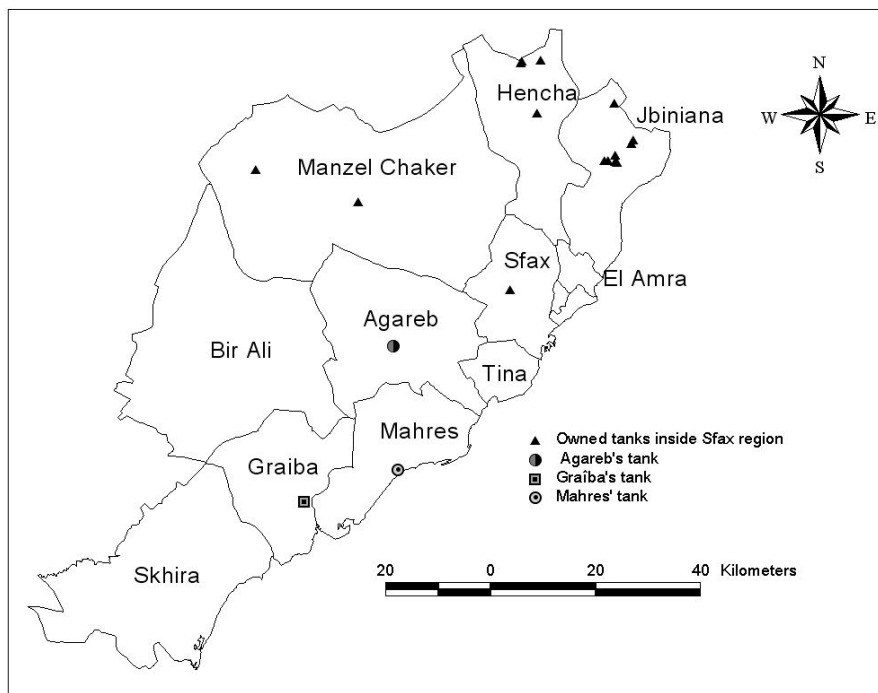 N
W E
S
Hencha
Jbiniana
Manzel Chaker
Sfax
El Amra
Agareb
Bir Ali
Tina
Mahres
Graiba
Skhira
Owned tanks inside Sfax region
Agareb's tank
Graîba's tank
Mahres' tank
20 0 20 40 Kilometers